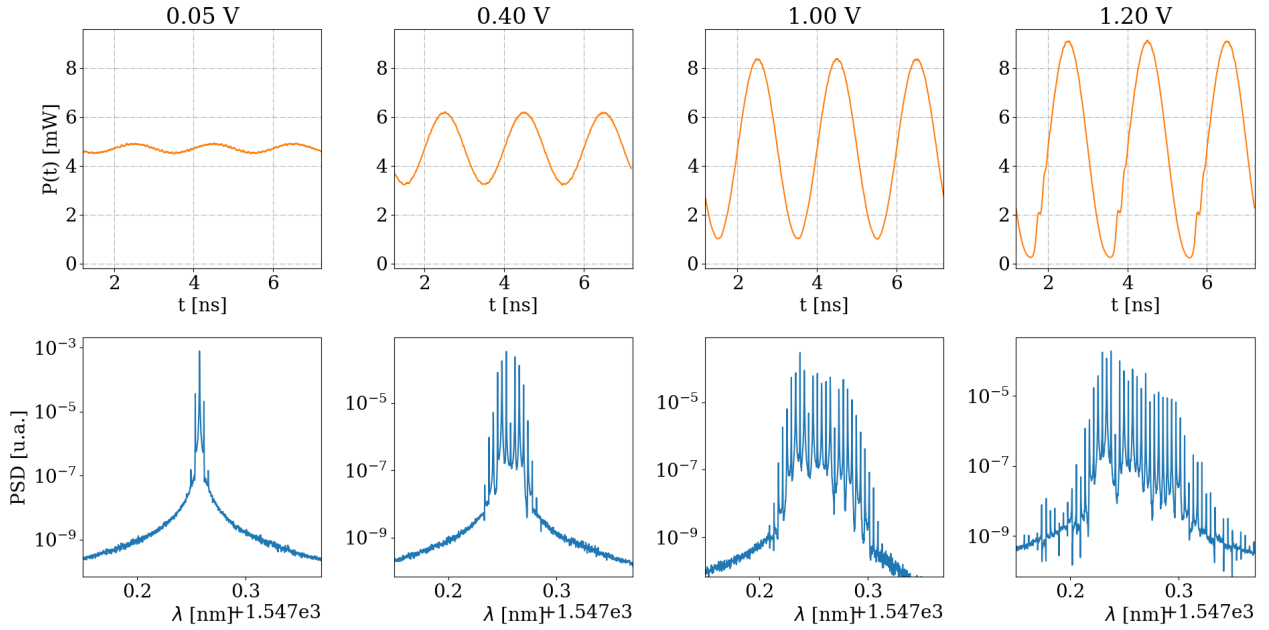 0.05 V 0.40 V 1.00 V 1.20 V
P(t) [mW]
8 8 8 8
6 6 6 6
4 4 4 4
2 2 2 2
0 0 0 0
2 4 6 2 4 6 2 4 6 2 4 6
t [ns] t [ns] t [ns] t [ns]
PSD [u.a.]
10⁻³
10⁻⁵ 10⁻⁵ 10⁻⁵ 10⁻⁵
10⁻⁷ 10⁻⁷ 10⁻⁷ 10⁻⁷
10⁻⁹ 10⁻⁹ 10⁻⁹ 10⁻⁹
0.2 0.3 0.2 0.3 0.2 0.3 0.2 0.3
λ [nm]+1.547e3 λ [nm]+1.547e3 λ [nm]+1.547e3 λ [nm]+1.547e3